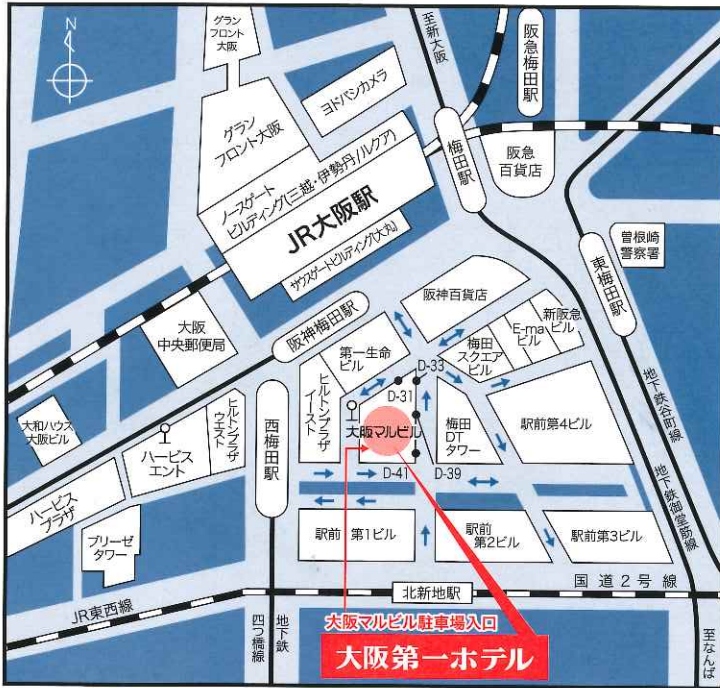 N
グラン
フロント
大阪
至新大阪
阪急梅田駅
ヨドバシカメラ
グラン
フロント大阪
梅田駅
阪急
百貨店
ノースゲート
ビルディング(三越・伊勢丹/ルクア)
JR大阪駅
サウスゲートビルディング(大丸)
曽根崎
警察署
東梅田駅
阪神百貨店
大阪
中央郵便局
阪神梅田駅
新阪急
ビル
E-ma
ビル
梅田
スクエア
ビル
第一生命
ビル
D-33
D-31
ヒルトンプラザ
イースト
ヒルトンプラザ
ウエスト
大和ハウス
大阪ビル
ハービス
エント
西梅田駅
大阪マルビル
梅田
DT
タワー
駅前第4ビル
地下鉄谷町線
D-41
D-39
地下鉄御堂筋線
ハービス
プラザ
ブリーゼ
タワー
駅前 第1ビル
駅前
第2ビル
駅前第3ビル
国道2号線
北新地駅
JR東西線
四つ橋線
地下鉄
大阪マルビル駐車場入口
大阪第一ホテル
至なんば